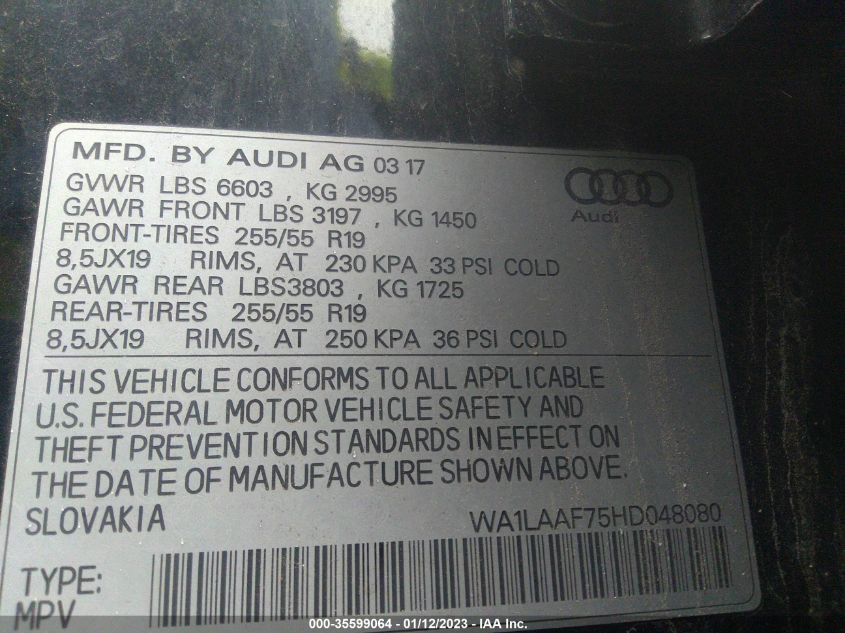 MFD. BY AUDI AG 03 17
GVWR LBS 6603 , KG 2995
GAWR FRONT LBS 3197 , KG 1450
FRONT-TIRES 255/55 R19
8,5JX19 RIMS, AT 230 KPA 33 PSI COLD
GAWR REAR LBS3803 , KG 1725
REAR-TIRES 255/55 R19
8,5JX19 RIMS, AT 250 KPA 36 PSI COLD
Audi
THIS VEHICLE CONFORMS TO ALL APPLICABLE
U.S. FEDERAL MOTOR VEHICLE SAFETY AND
THEFT PREVENTION STANDARDS IN EFFECT ON
THE DATE OF MANUFACTURE SHOWN ABOVE.
SLOVAKIA WA1LAAF75HD048080
TYPE:
MPV
000-35599064 - 01/12/2023 - IAA Inc.